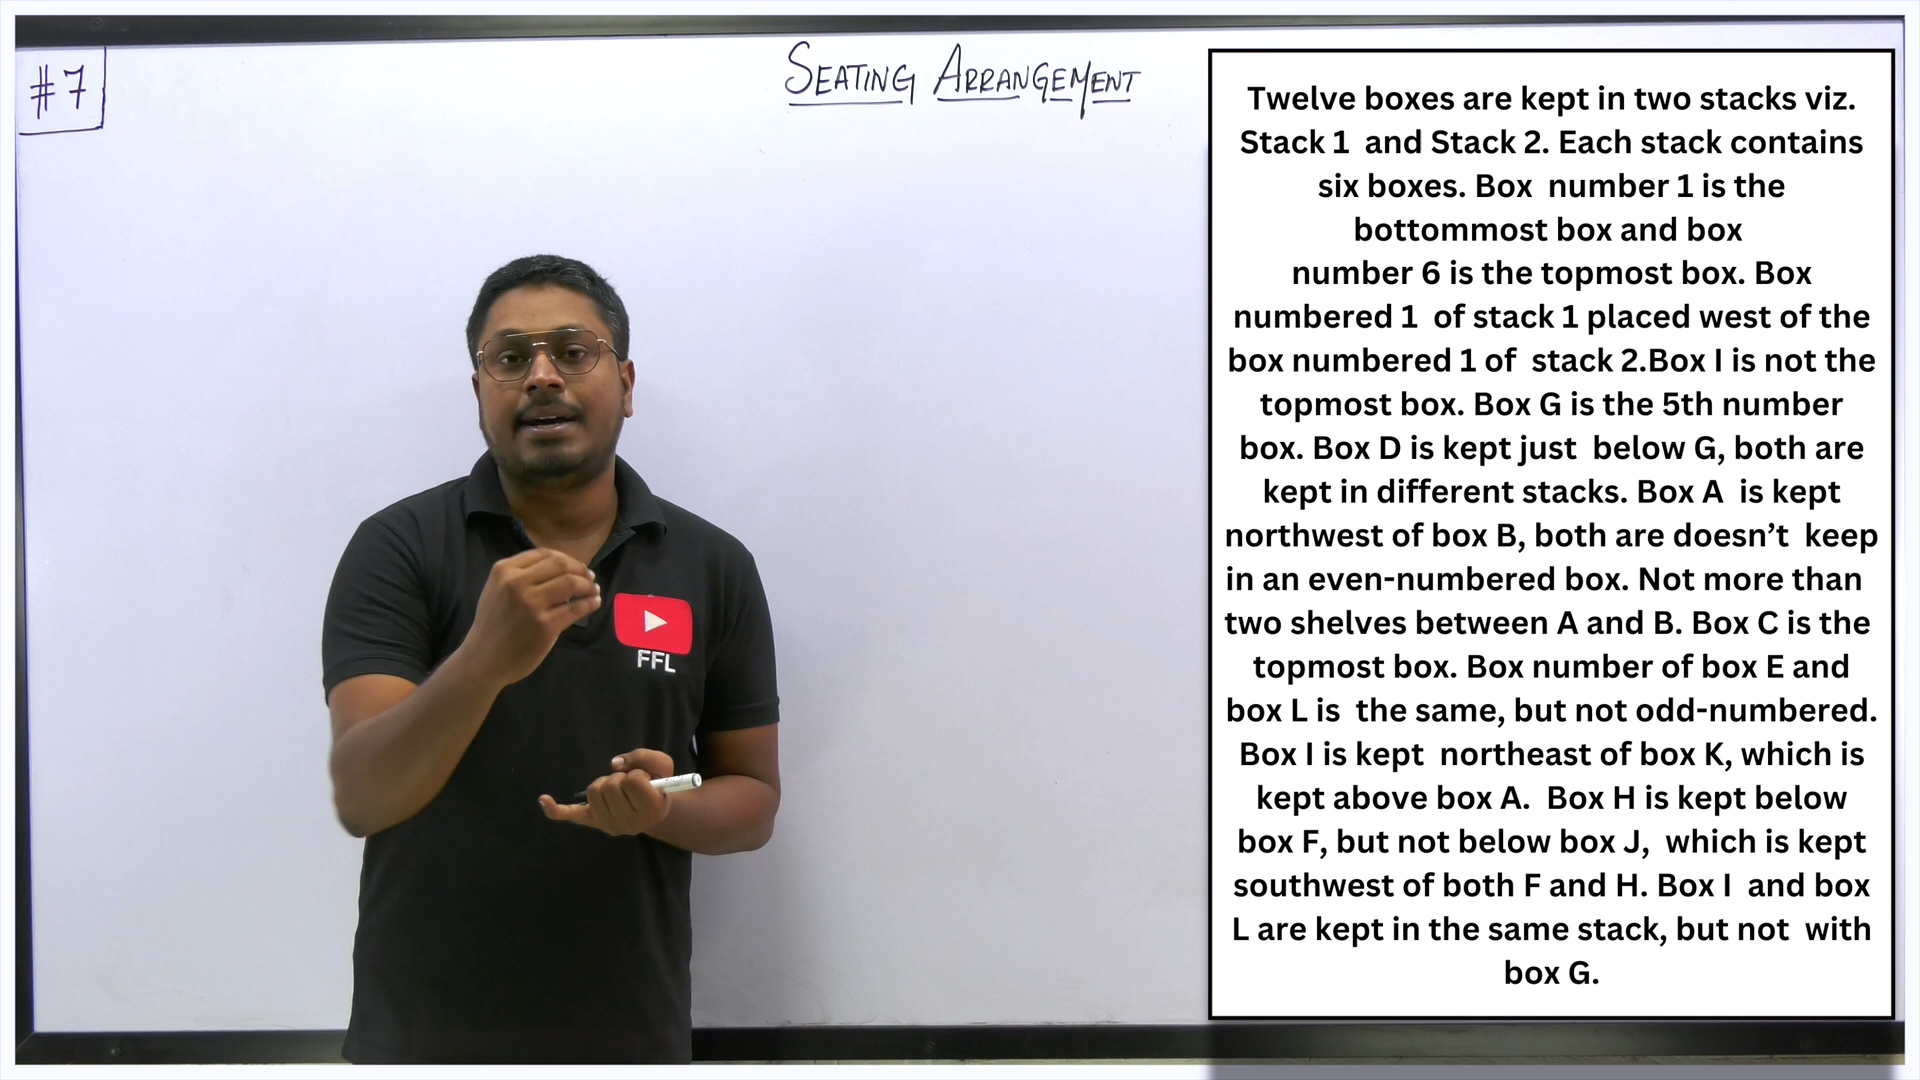 #7
SEATING ARRANGEMENT
Twelve boxes are kept in two stacks viz.
Stack 1 and Stack 2. Each stack contains
six boxes. Box number 1 is the
bottommost box and box
number 6 is the topmost box. Box
numbered 1 of stack 1 placed west of the
box numbered 1 of stack 2.Box I is not the
topmost box. Box G is the 5th number
box. Box D is kept just below G, both are
kept in different stacks. Box A is kept
northwest of box B, both are doesn’t keep
in an even-numbered box. Not more than
two shelves between A and B. Box C is the
topmost box. Box number of box E and
box L is the same, but not odd-numbered.
Box I is kept northeast of box K, which is
kept above box A. Box H is kept below
box F, but not below box J, which is kept
southwest of both F and H. Box I and box
L are kept in the same stack, but not with
box G.
FFL